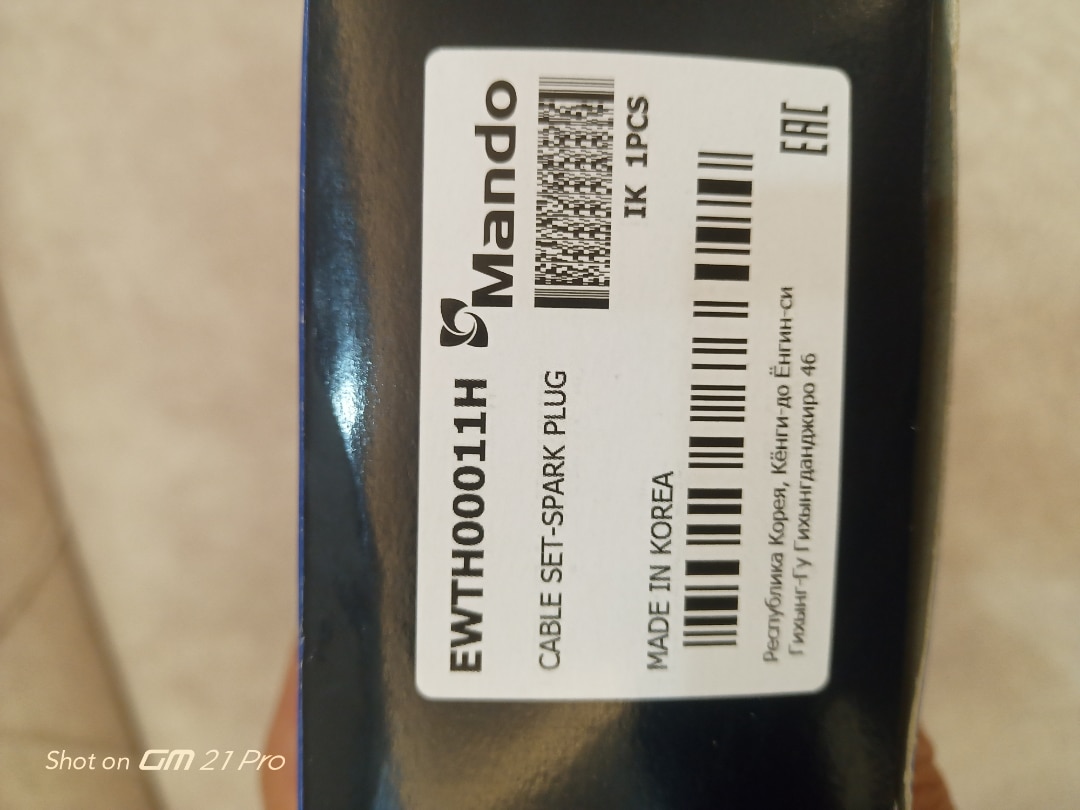 EWTH00011H Mando
CABLE SET-SPARK PLUG
IK 1PCS
MADE IN KOREA
Республика Корея, Кёнги-до Ёнгин-си
Гихынг-Гу Гихынгданджиро 46
EAC
Shot on GM 21 Pro